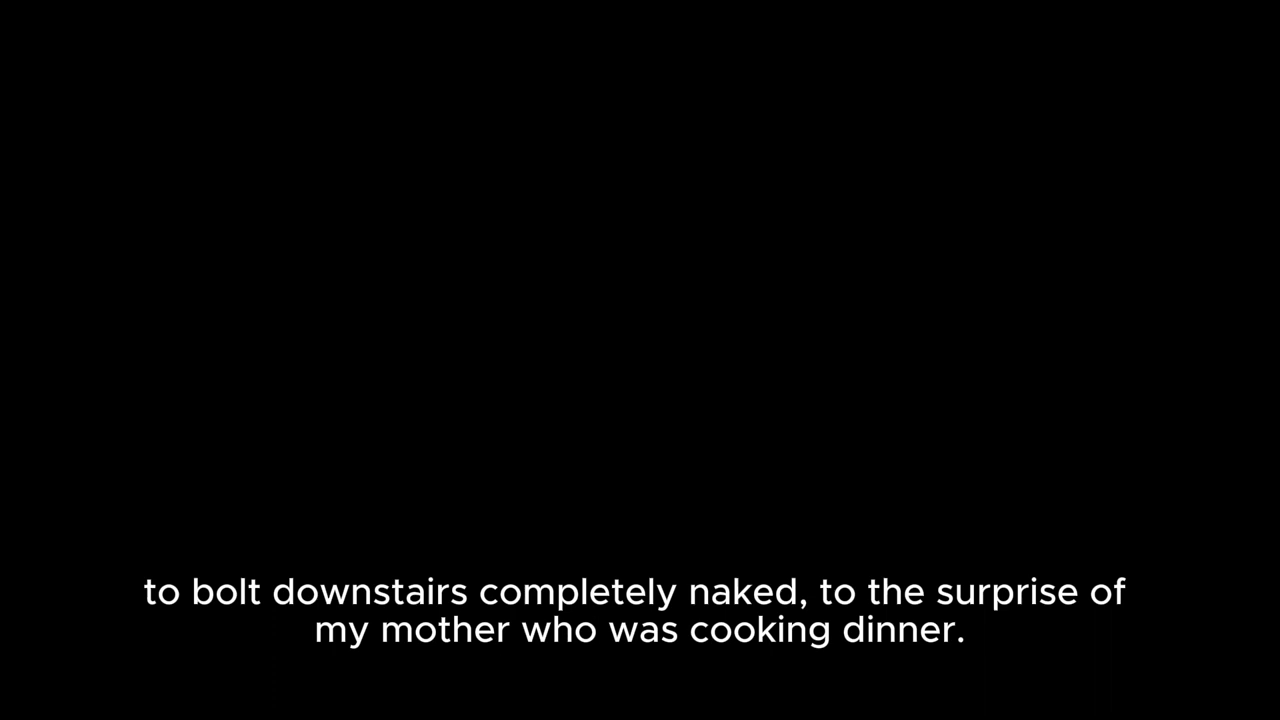 to bolt downstairs completely naked, to the surprise of
my mother who was cooking dinner.